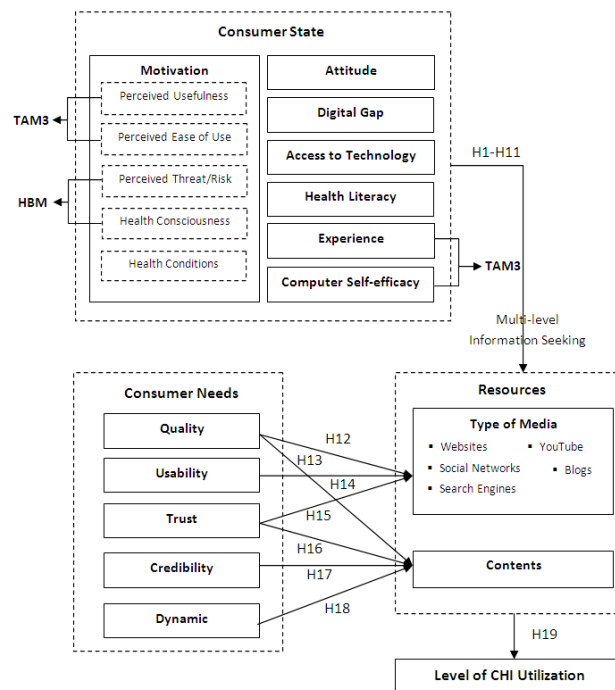 Consumer State
Motivation
Perceived Usefulness
Perceived Ease of Use
Perceived Threat/Risk
Health Consciousness
Health Conditions
TAM3
HBM
Attitude
Digital Gap
Access to Technology
Health Literacy
Experience
Computer Self-efficacy
TAM3
H1-H11
Multi-level
Information Seeking
Consumer Needs
Quality
Usability
Trust
Credibility
Dynamic
H12
H13
H14
H15
H16
H17
H18
Resources
Type of Media
▪ Websites
▪ YouTube
▪ Social Networks
▪ Blogs
▪ Search Engines
Contents
H19
Level of CHI Utilization